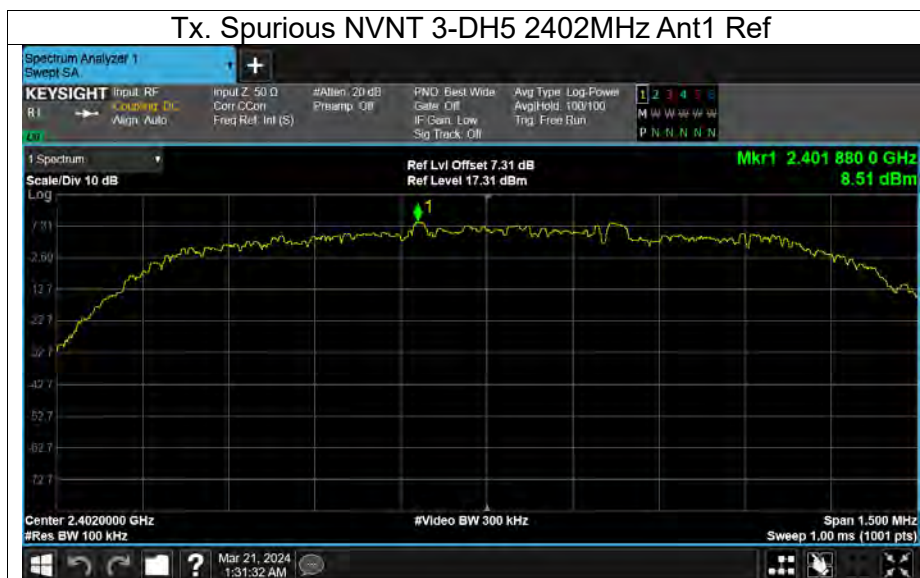 Tx. Spurious NVNT 3-DH5 2402MHz Ant1 Ref
Spectrum Analyzer 1
Swept SA
+
KEYSIGHT Input: RF
RL
Coupling: DC
Align: Auto
Input Z: 50 Ω
Corr CCorr
Freq Ref: Int (S)
#Atten: 20 dB
Preamp: Off
PNO: Best Wide
Gate: Off
IF Gain: Low
Sig Track: Off
Avg Type: Log-Power
Avg|Hold: 100/100
Trig: Free Run
1 2 3 4 5 6
M W W W W W
P N N N N N
1 Spectrum
Scale/Div 10 dB
Log
Ref Lvl Offset 7.31 dB
Ref Level 17.31 dBm
Mkr1 2.401 880 0 GHz
8.51 dBm
1
7.31
-2.69
-12.7
-22.7
-32.7
-42.7
-52.7
-62.7
-72.7
Center 2.4020000 GHz
#Res BW 100 kHz
#Video BW 300 kHz
Span 1.500 MHz
Sweep 1.00 ms (1001 pts)
?
Mar 21, 2024
1:31:32 AM